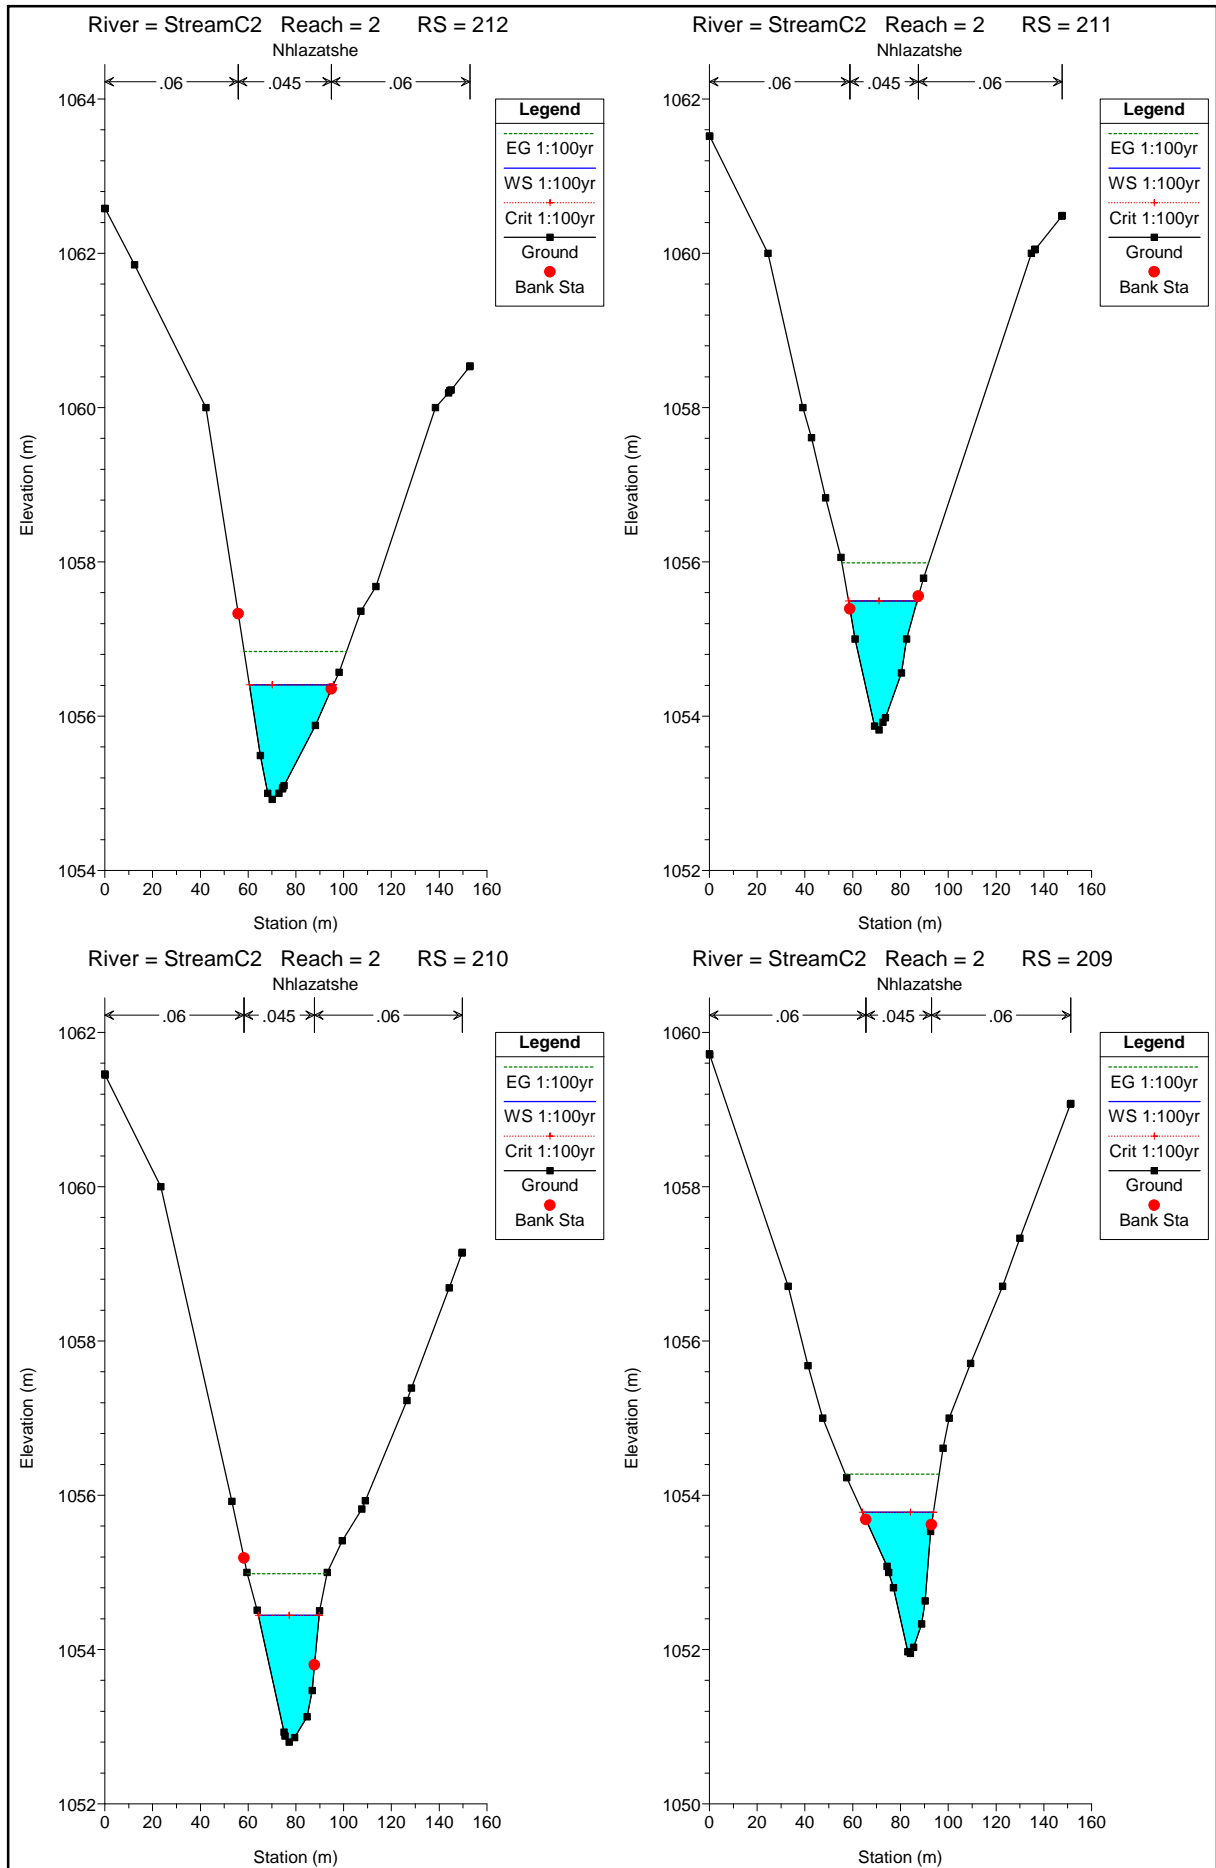 River = StreamC2 Reach = 2 RS = 212
Nhlazatshe
.06 .045 .06
Legend
EG 1:100yr
WS 1:100yr
Crit 1:100yr
Ground
Bank Sta
1064
1062
1060
1058
1056
1054
Elevation (m)
0 20 40 60 80 100 120 140 160
Station (m)
River = StreamC2 Reach = 2 RS = 211
Nhlazatshe
.06 .045 .06
Legend
EG 1:100yr
WS 1:100yr
Crit 1:100yr
Ground
Bank Sta
1062
1060
1058
1056
1054
1052
Elevation (m)
0 20 40 60 80 100 120 140 160
Station (m)
River = StreamC2 Reach = 2 RS = 210
Nhlazatshe
.06 .045 .06
Legend
EG 1:100yr
WS 1:100yr
Crit 1:100yr
Ground
Bank Sta
1062
1060
1058
1056
1054
1052
Elevation (m)
0 20 40 60 80 100 120 140 160
Station (m)
River = StreamC2 Reach = 2 RS = 209
Nhlazatshe
.06 .045 .06
Legend
EG 1:100yr
WS 1:100yr
Crit 1:100yr
Ground
Bank Sta
1060
1058
1056
1054
1052
1050
Elevation (m)
0 20 40 60 80 100 120 140 160
Station (m)